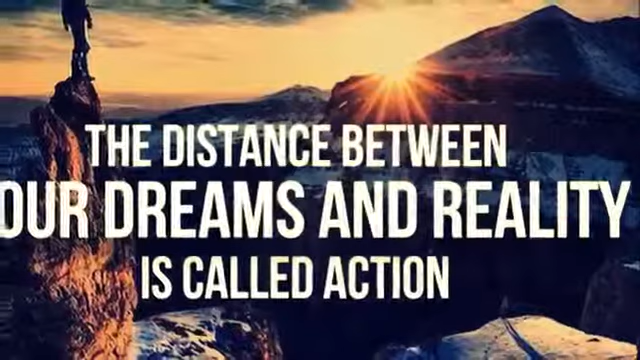 THE DISTANCE BETWEEN
OUR DREAMS AND REALITY
IS CALLED ACTION